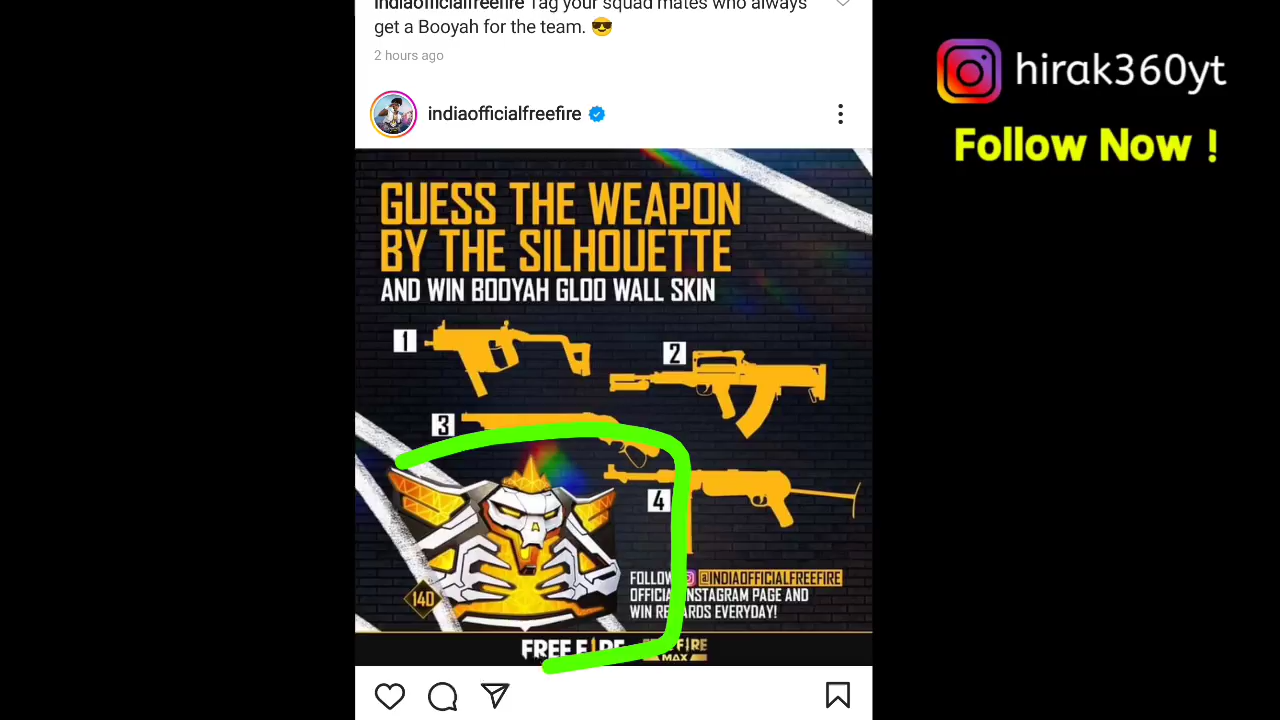 indiaofficialfreefire Tag your squad mates who always
get a Booyah for the team.
2 hours ago
indiaofficialfreefire
hirak360yt
Follow Now !
GUESS THE WEAPON
BY THE SILHOUETTE
AND WIN BOOYAH GLOO WALL SKIN
1
2
3
4
14D
FOLLOW @INDIAOFFICIALFREEFIRE
OFFICIAL INSTAGRAM PAGE AND
WIN REWARDS EVERYDAY!
FREE FIRE
FREE FIRE
MAX